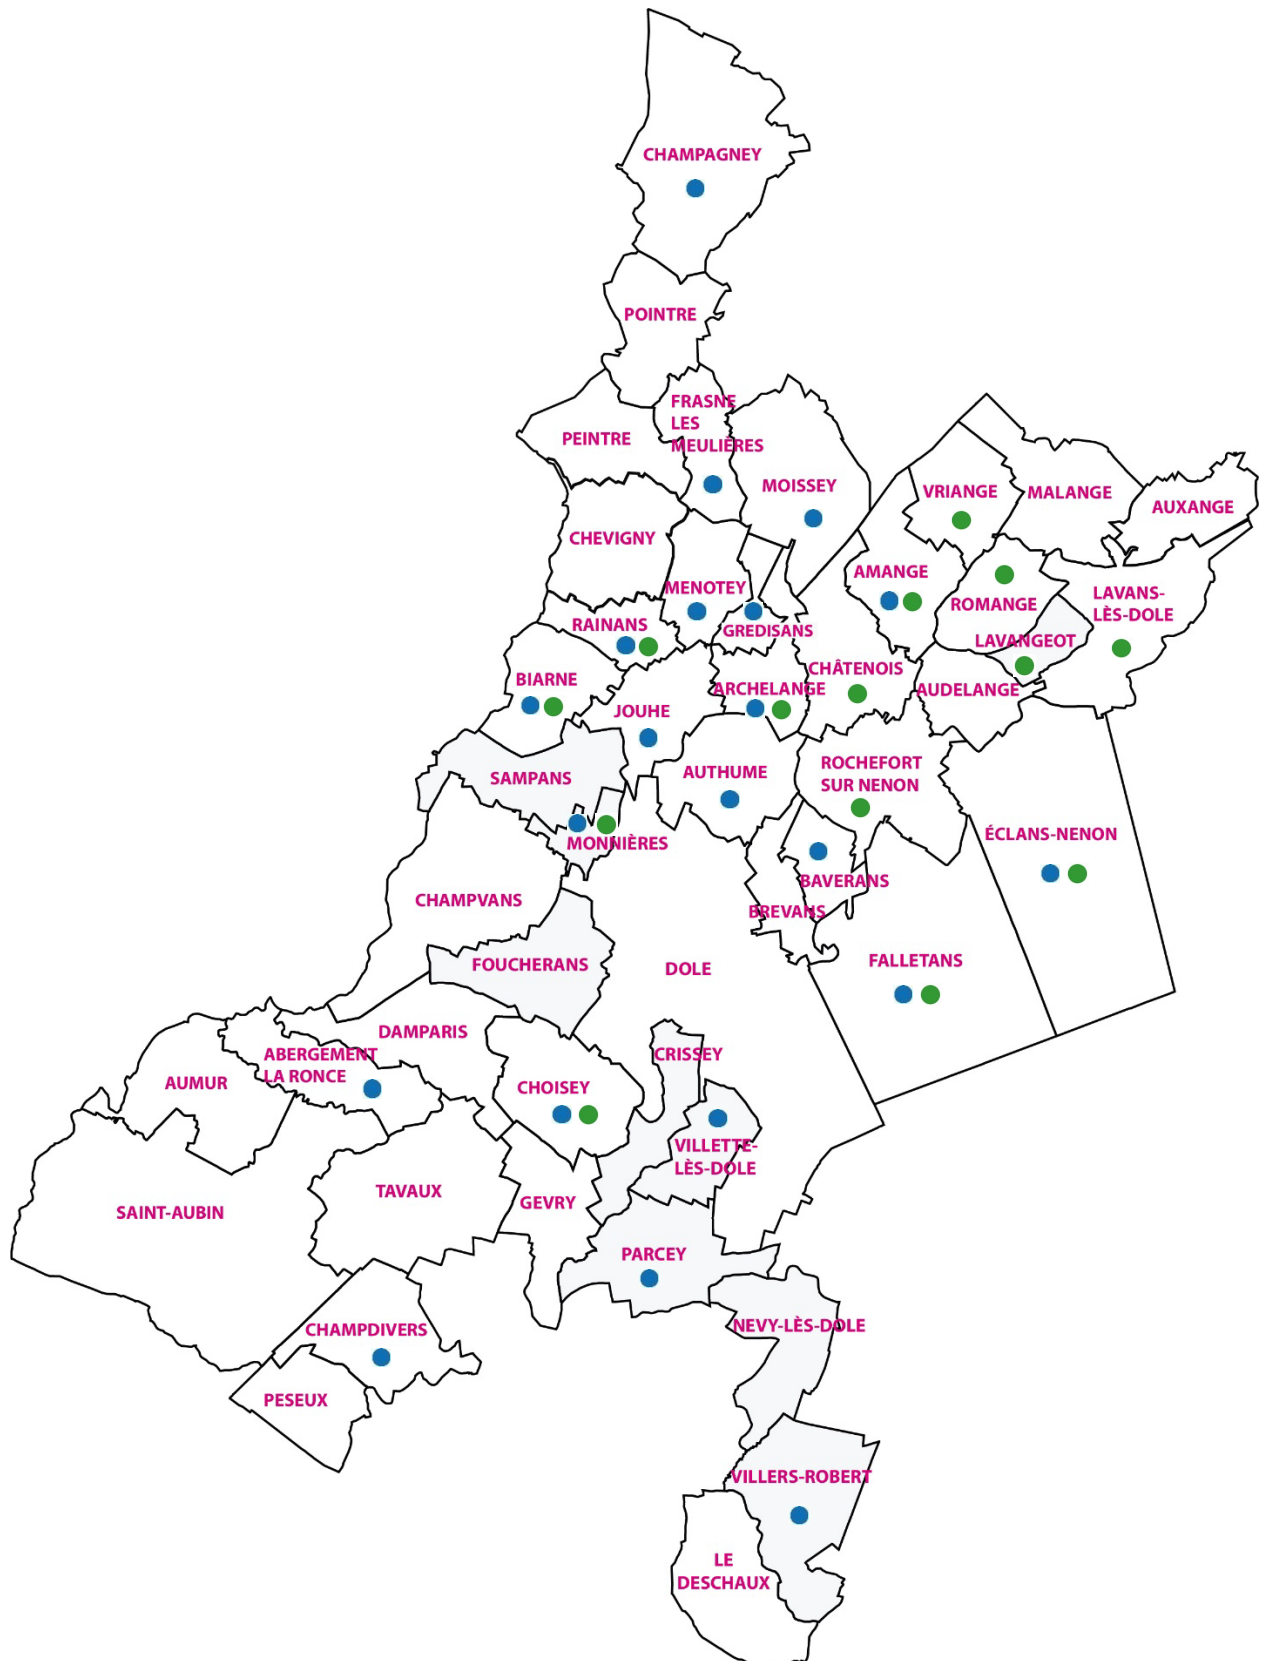 CHAMPAGNEY
POINTRE
FRASNE
LES
MEULIÈRES
PEINTRE
MOISSEY
VRIANGE
MALANGE
AUXANGE
CHEVIGNY
AMANGE
MENOTEY
LAVANS-
LÈS-DOLE
ROMANGE
RAINANS
GREDISANS
LAVANGEOT
CHÂTENOIS
BIARNE
ARCHELANGE
AUDELANGE
JOUHE
ROCHEFORT
SUR NENON
AUTHUME
SAMPANS
ÉCLANS-NENON
MONNIÈRES
BAVERANS
CHAMPVANS
BREVANS
FALLETANS
FOUCHERANS
DOLE
DAMPARIS
ABERGEMENT
LA RONCE
CRISSEY
AUMUR
CHOISEY
VILLETTE-
LÈS-DOLE
TAVAUX
GEVRY
SAINT-AUBIN
PARCEY
NEVY-LÈS-DOLE
CHAMPDIVERS
PESEUX
VILLERS-ROBERT
LE
DESCHAUX